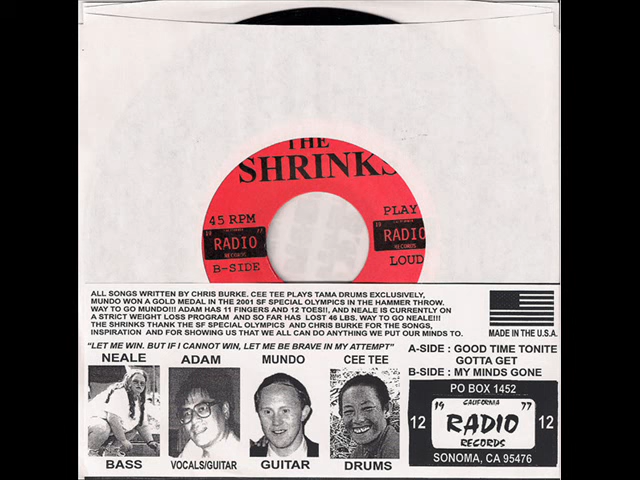 THE
SHRINKS
45 RPM
PLAY
19 CALIFORNIA 77
RADIO
RECORDS
19
RADIO
RECORDS
B-SIDE
LOUD
ALL SONGS WRITTEN BY CHRIS BURKE. CEE TEE PLAYS TAMA DRUMS EXCLUSIVELY,
MUNDO WON A GOLD MEDAL IN THE 2001 SF SPECIAL OLYMPICS IN THE HAMMER THROW.
WAY TO GO MUNDO!!! ADAM HAS 11 FINGERS AND 12 TOES!!, AND NEALE IS CURRENTLY ON
A STRICT WEIGHT LOSS PROGRAM AND SO FAR HAS LOST 46 LBS. WAY TO GO NEALE!!!
THE SHRINKS THANK THE SF SPECIAL OLYMPICS AND CHRIS BURKE FOR THE SONGS,
INSPIRATION AND FOR SHOWING US THAT WE ALL CAN DO ANYTHING WE PUT OUR MINDS TO.
MADE IN THE U.S.A.
"LET ME WIN. BUT IF I CANNOT WIN, LET ME BE BRAVE IN MY ATTEMPT"
A-SIDE : GOOD TIME TONITE
GOTTA GET
B-SIDE : MY MINDS GONE
NEALE ADAM MUNDO CEE TEE
BASS VOCALS/GUITAR GUITAR DRUMS
PO BOX 1452
19 CALIFORNIA 77
12 RADIO 12
RECORDS
SONOMA, CA 95476